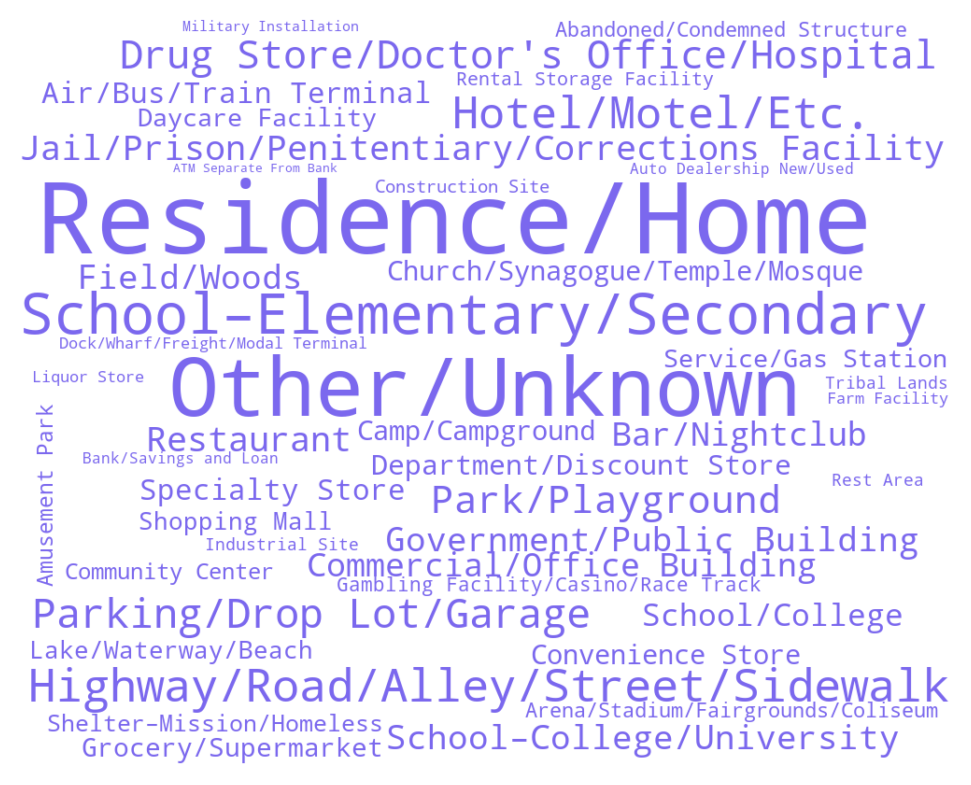 Military Installation
Abandoned/Condemned Structure
Drug Store/Doctor's Office/Hospital
Rental Storage Facility
Air/Bus/Train Terminal
Hotel/Motel/Etc.
Daycare Facility
Jail/Prison/Penitentiary/Corrections Facility
ATM Separate From Bank
Auto Dealership New/Used
Construction Site
Residence/Home
Field/Woods
Church/Synagogue/Temple/Mosque
School-Elementary/Secondary
Dock/Wharf/Freight/Modal Terminal
Service/Gas Station
Liquor Store
Other/Unknown
Tribal Lands
Farm Facility
Amusement Park
Restaurant
Camp/Campground
Bar/Nightclub
Bank/Savings and Loan
Department/Discount Store
Rest Area
Specialty Store
Park/Playground
Shopping Mall
Industrial Site
Government/Public Building
Community Center
Commercial/Office Building
Gambling Facility/Casino/Race Track
Parking/Drop Lot/Garage
School/College
Lake/Waterway/Beach
Convenience Store
Highway/Road/Alley/Street/Sidewalk
Arena/Stadium/Fairgrounds/Coliseum
Shelter-Mission/Homeless
Grocery/Supermarket
School-College/University